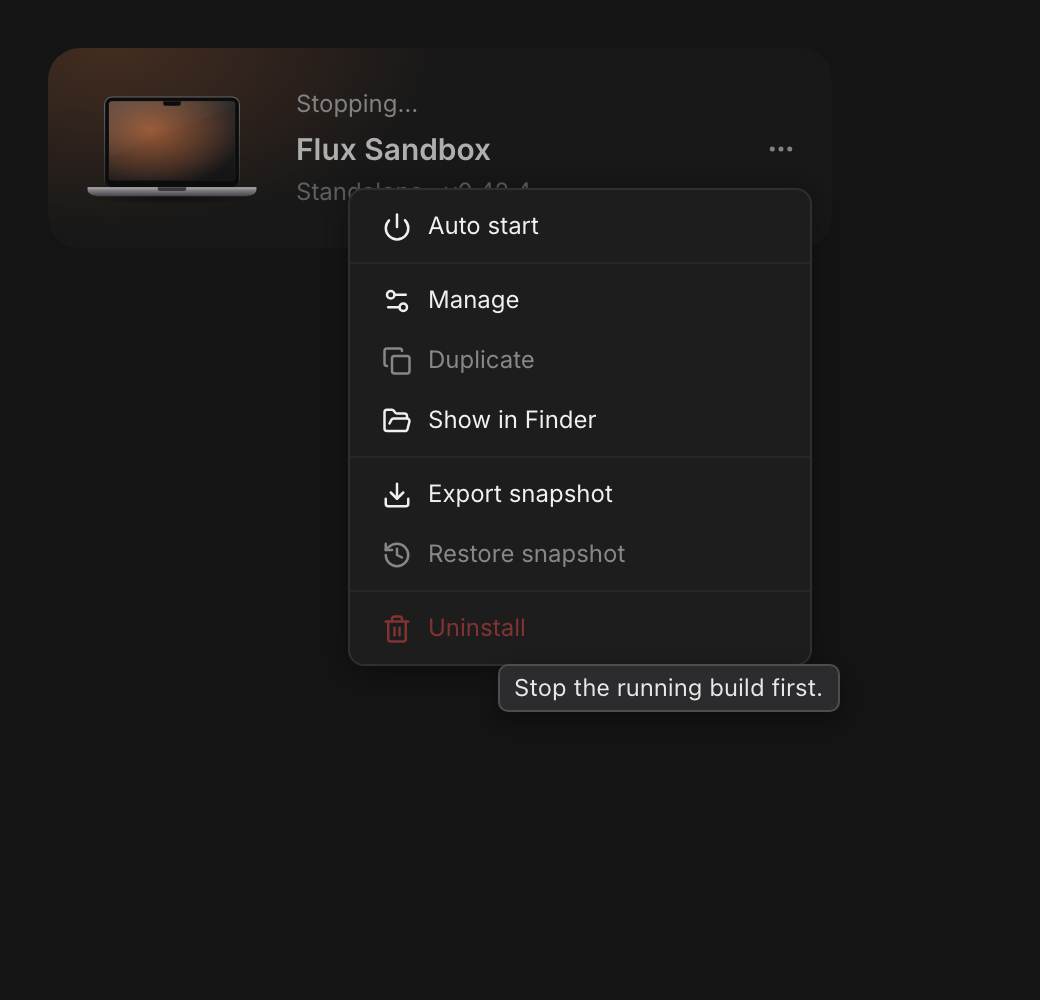 Stopping...
Flux Sandbox
Auto start
Manage
Duplicate
Show in Finder
Export snapshot
Restore snapshot
Uninstall
Stop the running build first.